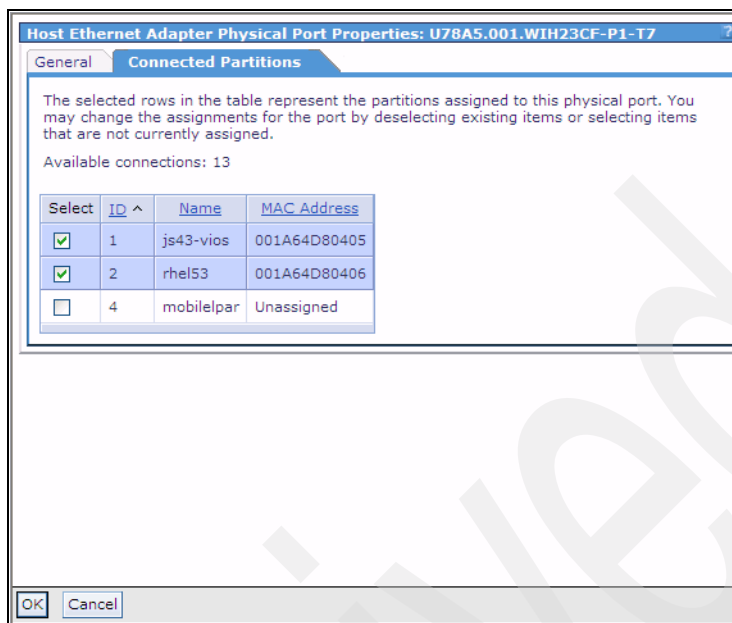 Host Ethernet Adapter Physical Port Properties: U78A5.001.WIH23CF-P1-T7 ?
General Connected Partitions
The selected rows in the table represent the partitions assigned to this physical port. You
may change the assignments for the port by deselecting existing items or selecting items
that are not currently assigned.
Available connections: 13
Select ID ^ Name MAC Address
1 js43-vios 001A64D80405
2 rhel53 001A64D80406
4 mobilelpar Unassigned
OK Cancel